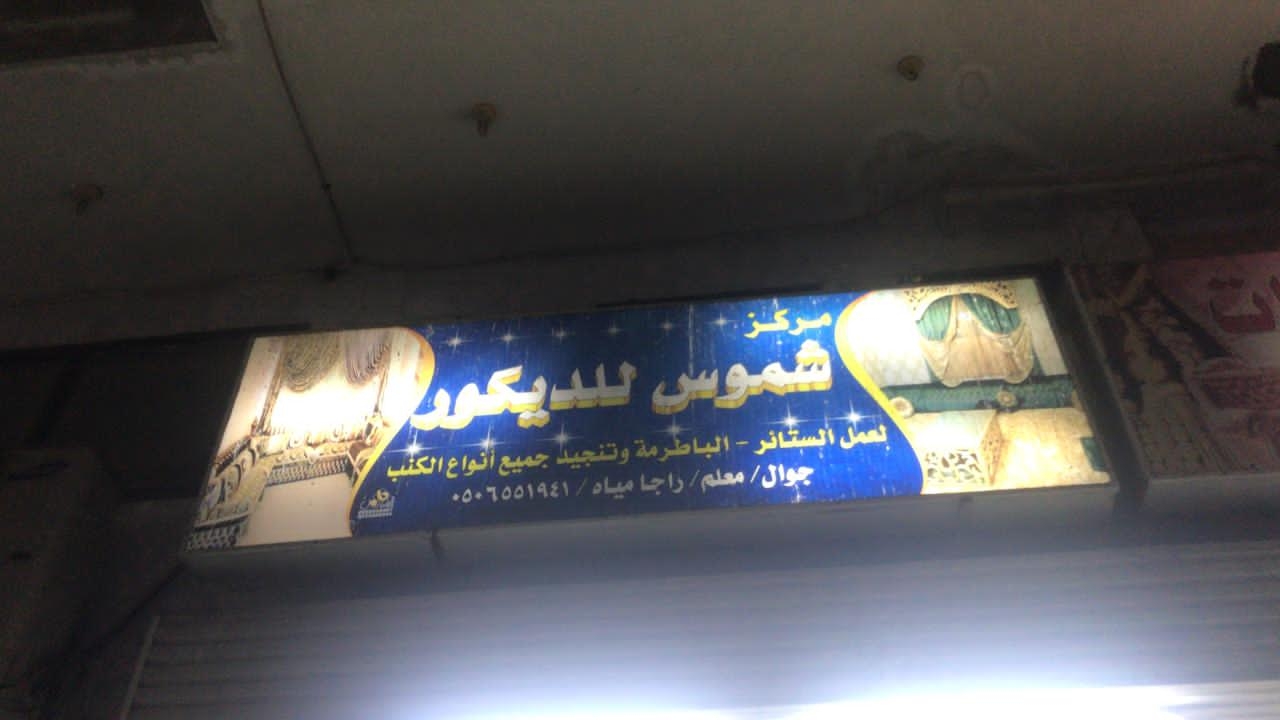 مركز
شموس للديكور
لعمل الستائر - الباطرمة وتنجيد جميع أنواع الكنب
جوال/ معلم/ راجا مياه / ٠٥٠٦٥٥١٩٤١